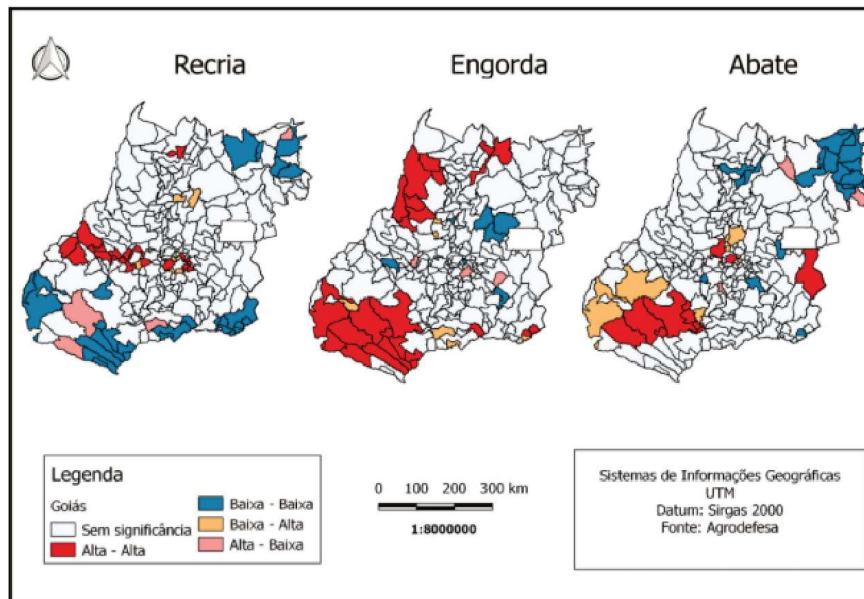 Recria
Engorda
Abate
Legenda
Goiás
Sem significância
Alta - Alta
Baixa - Baixa
Baixa - Alta
Alta - Baixa
0 100 200 300 km
1:8000000
Sistemas de Informações Geográficas
UTM
Datum: Sirgas 2000
Fonte: Agrodefesa